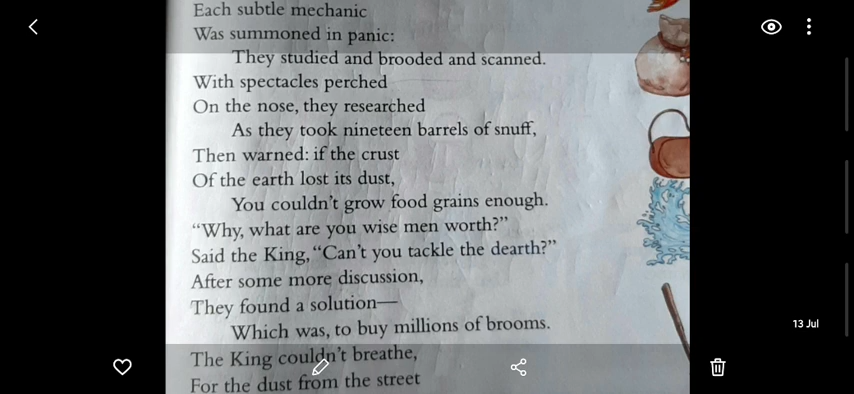 Each subtle mechanic
Was summoned in panic:
They studied and brooded and scanned.
With spectacles perched
On the nose, they researched
As they took nineteen barrels of snuff,
Then warned: if the crust
Of the earth lost its dust,
You couldn't grow food grains enough.
“Why, what are you wise men worth?”
Said the King, “Can't you tackle the dearth?”
After some more discussion,
They found a solution—
Which was, to buy millions of brooms.
13 Jul
The King couldn't breathe,
For the dust from the street